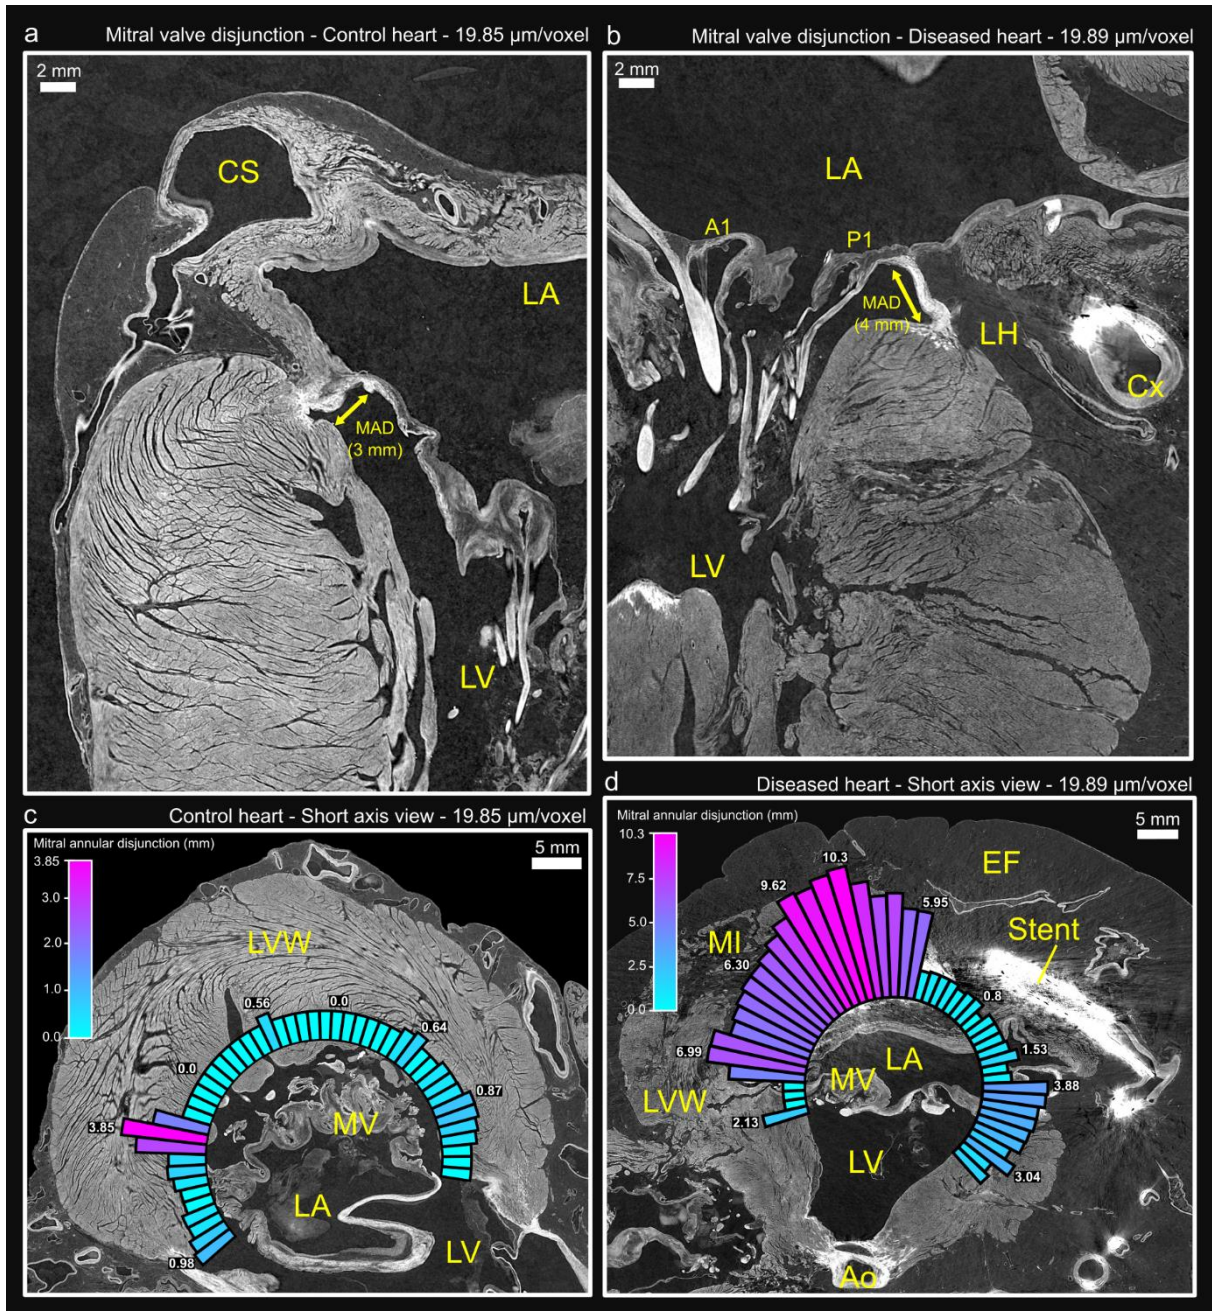 a
Mitral valve disjunction - Control heart - 19.85 µm/voxel
2 mm
CS
LA
MAD
(3 mm)
LV
b
Mitral valve disjunction - Diseased heart - 19.89 µm/voxel
2 mm
LA
A1
P1
MAD
(4 mm)
LH
Cx
LV
c
Control heart - Short axis view - 19.85 µm/voxel
Mitral annular disjunction (mm)
3.85
3.0
2.0
1.0
0.0
5 mm
LVW
0.56
0.0
0.64
0.0
0.87
3.85
MV
LA
LV
0.98
d
Diseased heart - Short axis view - 19.89 µm/voxel
Mitral annular disjunction (mm)
10.3
7.5
5.0
2.5
0.0
5 mm
10.3
9.62
EF
5.95
MI
Stent
6.30
0.8
6.99
LA
1.53
MV
3.88
LVW
2.13
LV
3.04
Ao